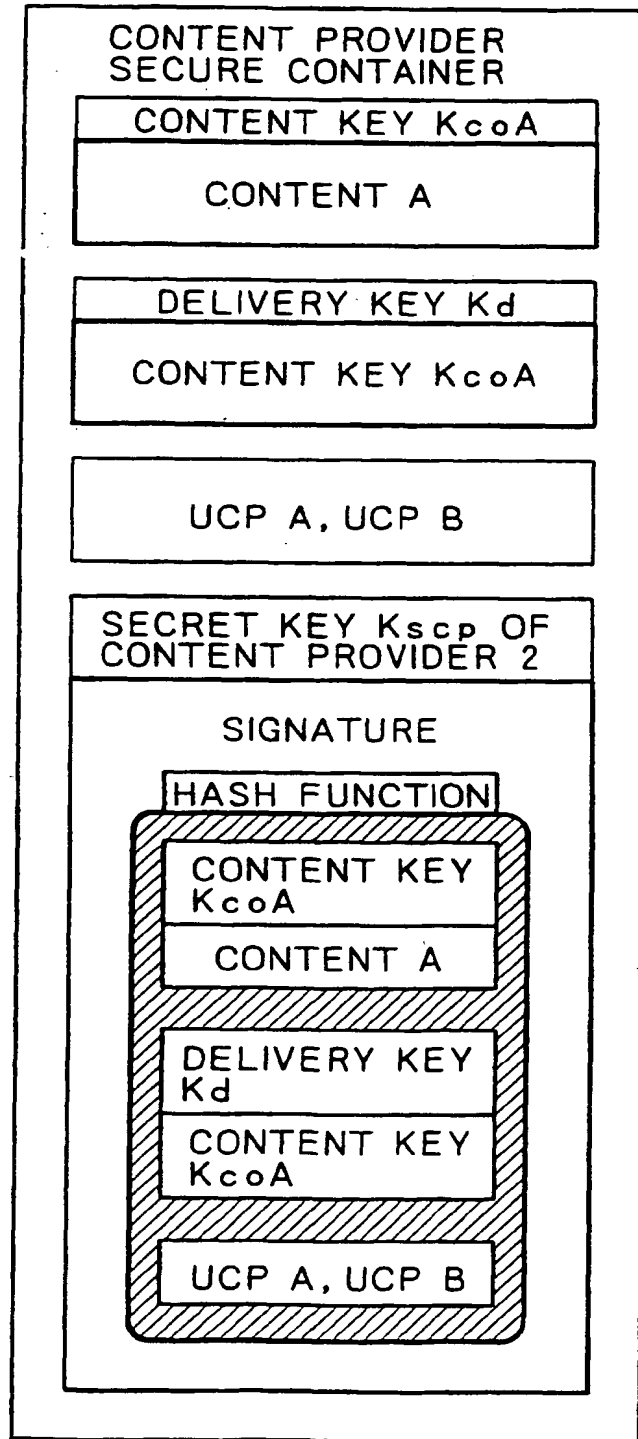 CONTENT PROVIDER
SECURE CONTAINER
CONTENT KEY KcoA
CONTENT A
DELIVERY KEY Kd
CONTENT KEY KcoA
UCP A, UCP B
SECRET KEY Kscp OF
CONTENT PROVIDER 2
SIGNATURE
HASH FUNCTION
CONTENT KEY
KcoA
CONTENT A
DELIVERY KEY
Kd
CONTENT KEY
KcoA
UCP A, UCP B